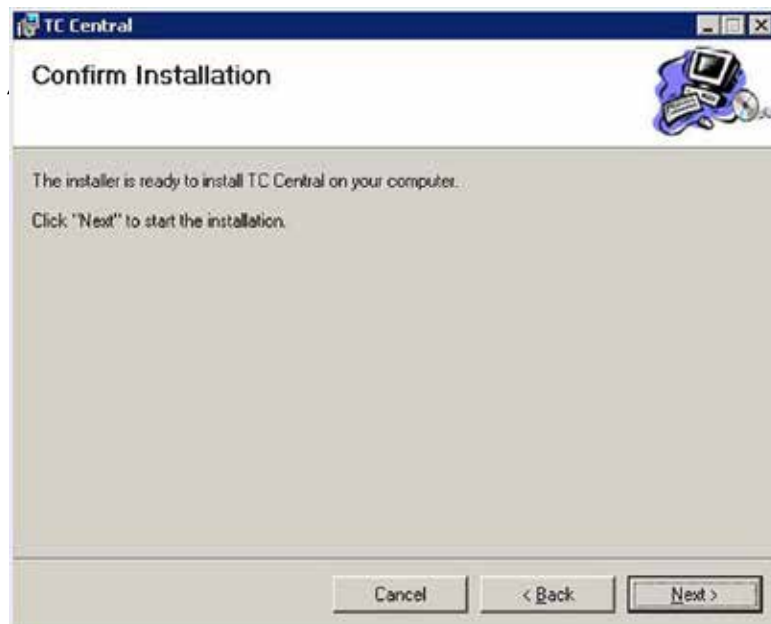 TC Central
Confirm Installation
The installer is ready to install TC Central on your computer.
Click "Next" to start the installation.
Cancel
< Back
Next >